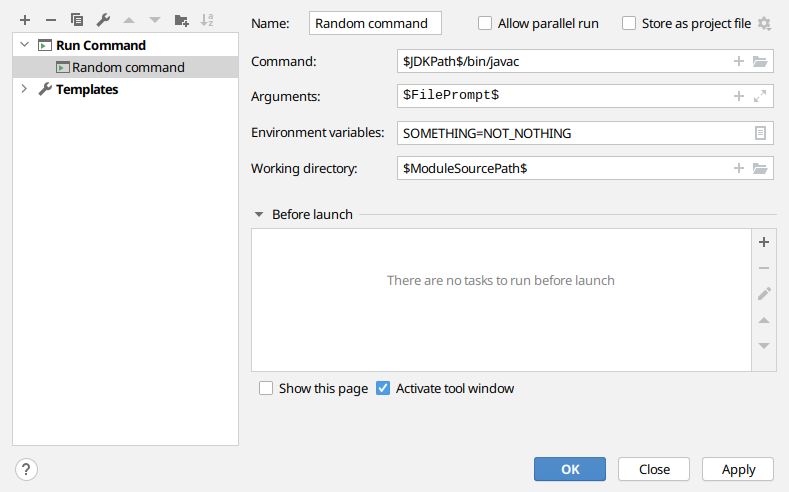 Name: Random command Allow parallel run Store as project file
Run Command
Random command
Templates
Command: $JDKPath$/bin/javac
Arguments: $FilePrompt$
Environment variables: SOMETHING=NOT_NOTHING
Working directory: $ModuleSourcePath$
Before launch
There are no tasks to run before launch
Show this page Activate tool window
? OK Close Apply